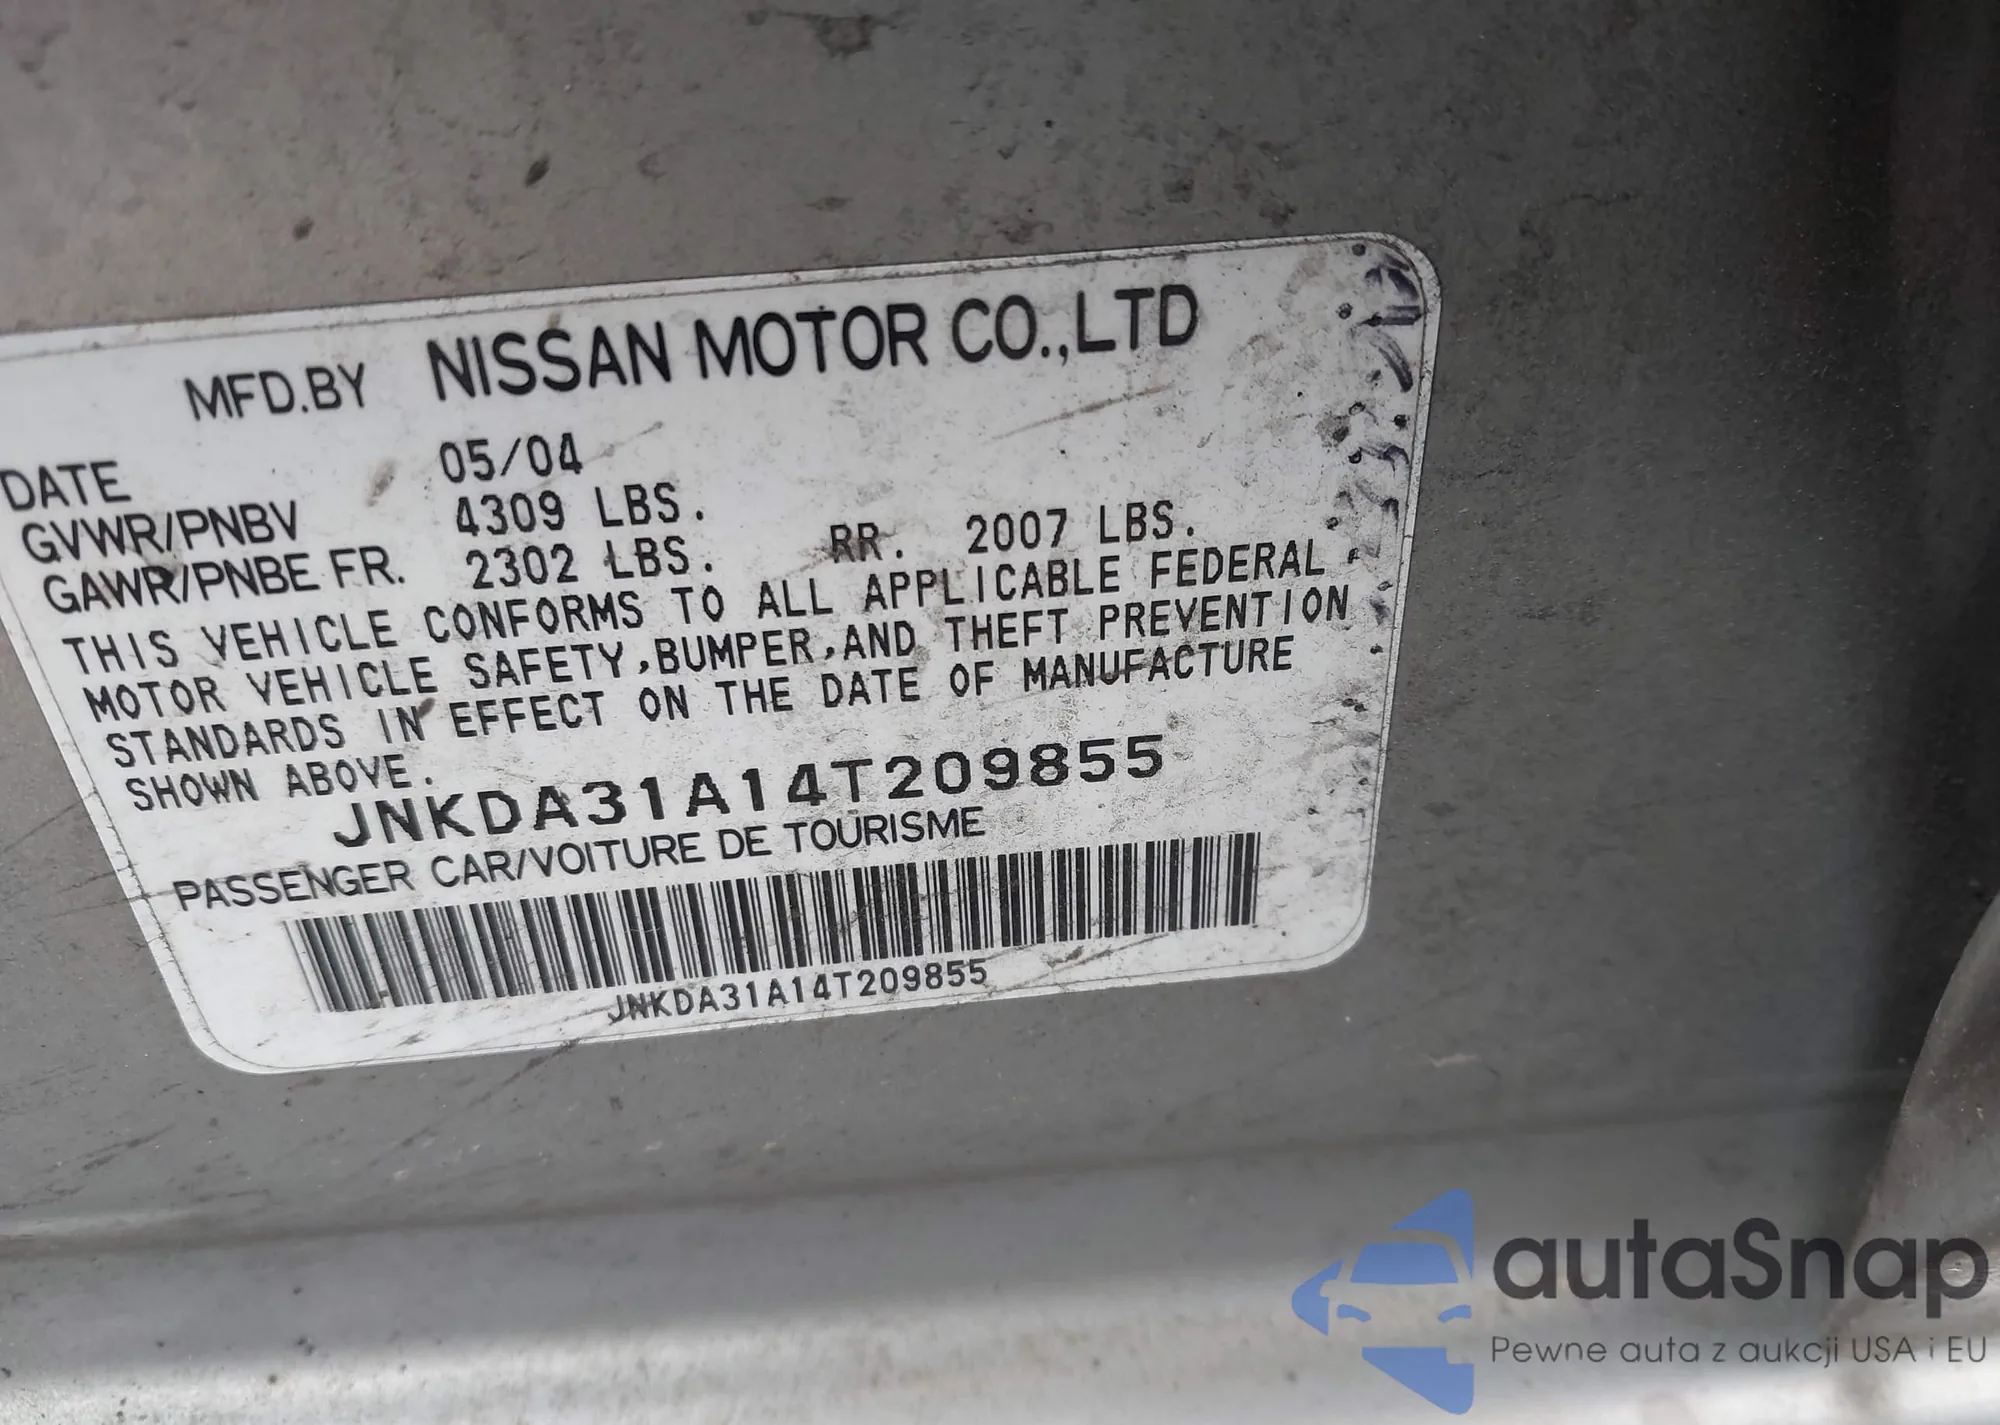 MFD.BY NISSAN MOTOR CO.,LTD
DATE 05/04
GVWR/PNBV 4309 LBS.
GAWR/PNBE FR. 2302 LBS. RR. 2007 LBS.
THIS VEHICLE CONFORMS TO ALL APPLICABLE FEDERAL
MOTOR VEHICLE SAFETY,BUMPER,AND THEFT PREVENTION
STANDARDS IN EFFECT ON THE DATE OF MANUFACTURE
SHOWN ABOVE.
JNKDA31A14T209855
PASSENGER CAR/VOITURE DE TOURISME
JNKDA31A14T209855
autaSnap
Pewne auta z aukcji USA i EU